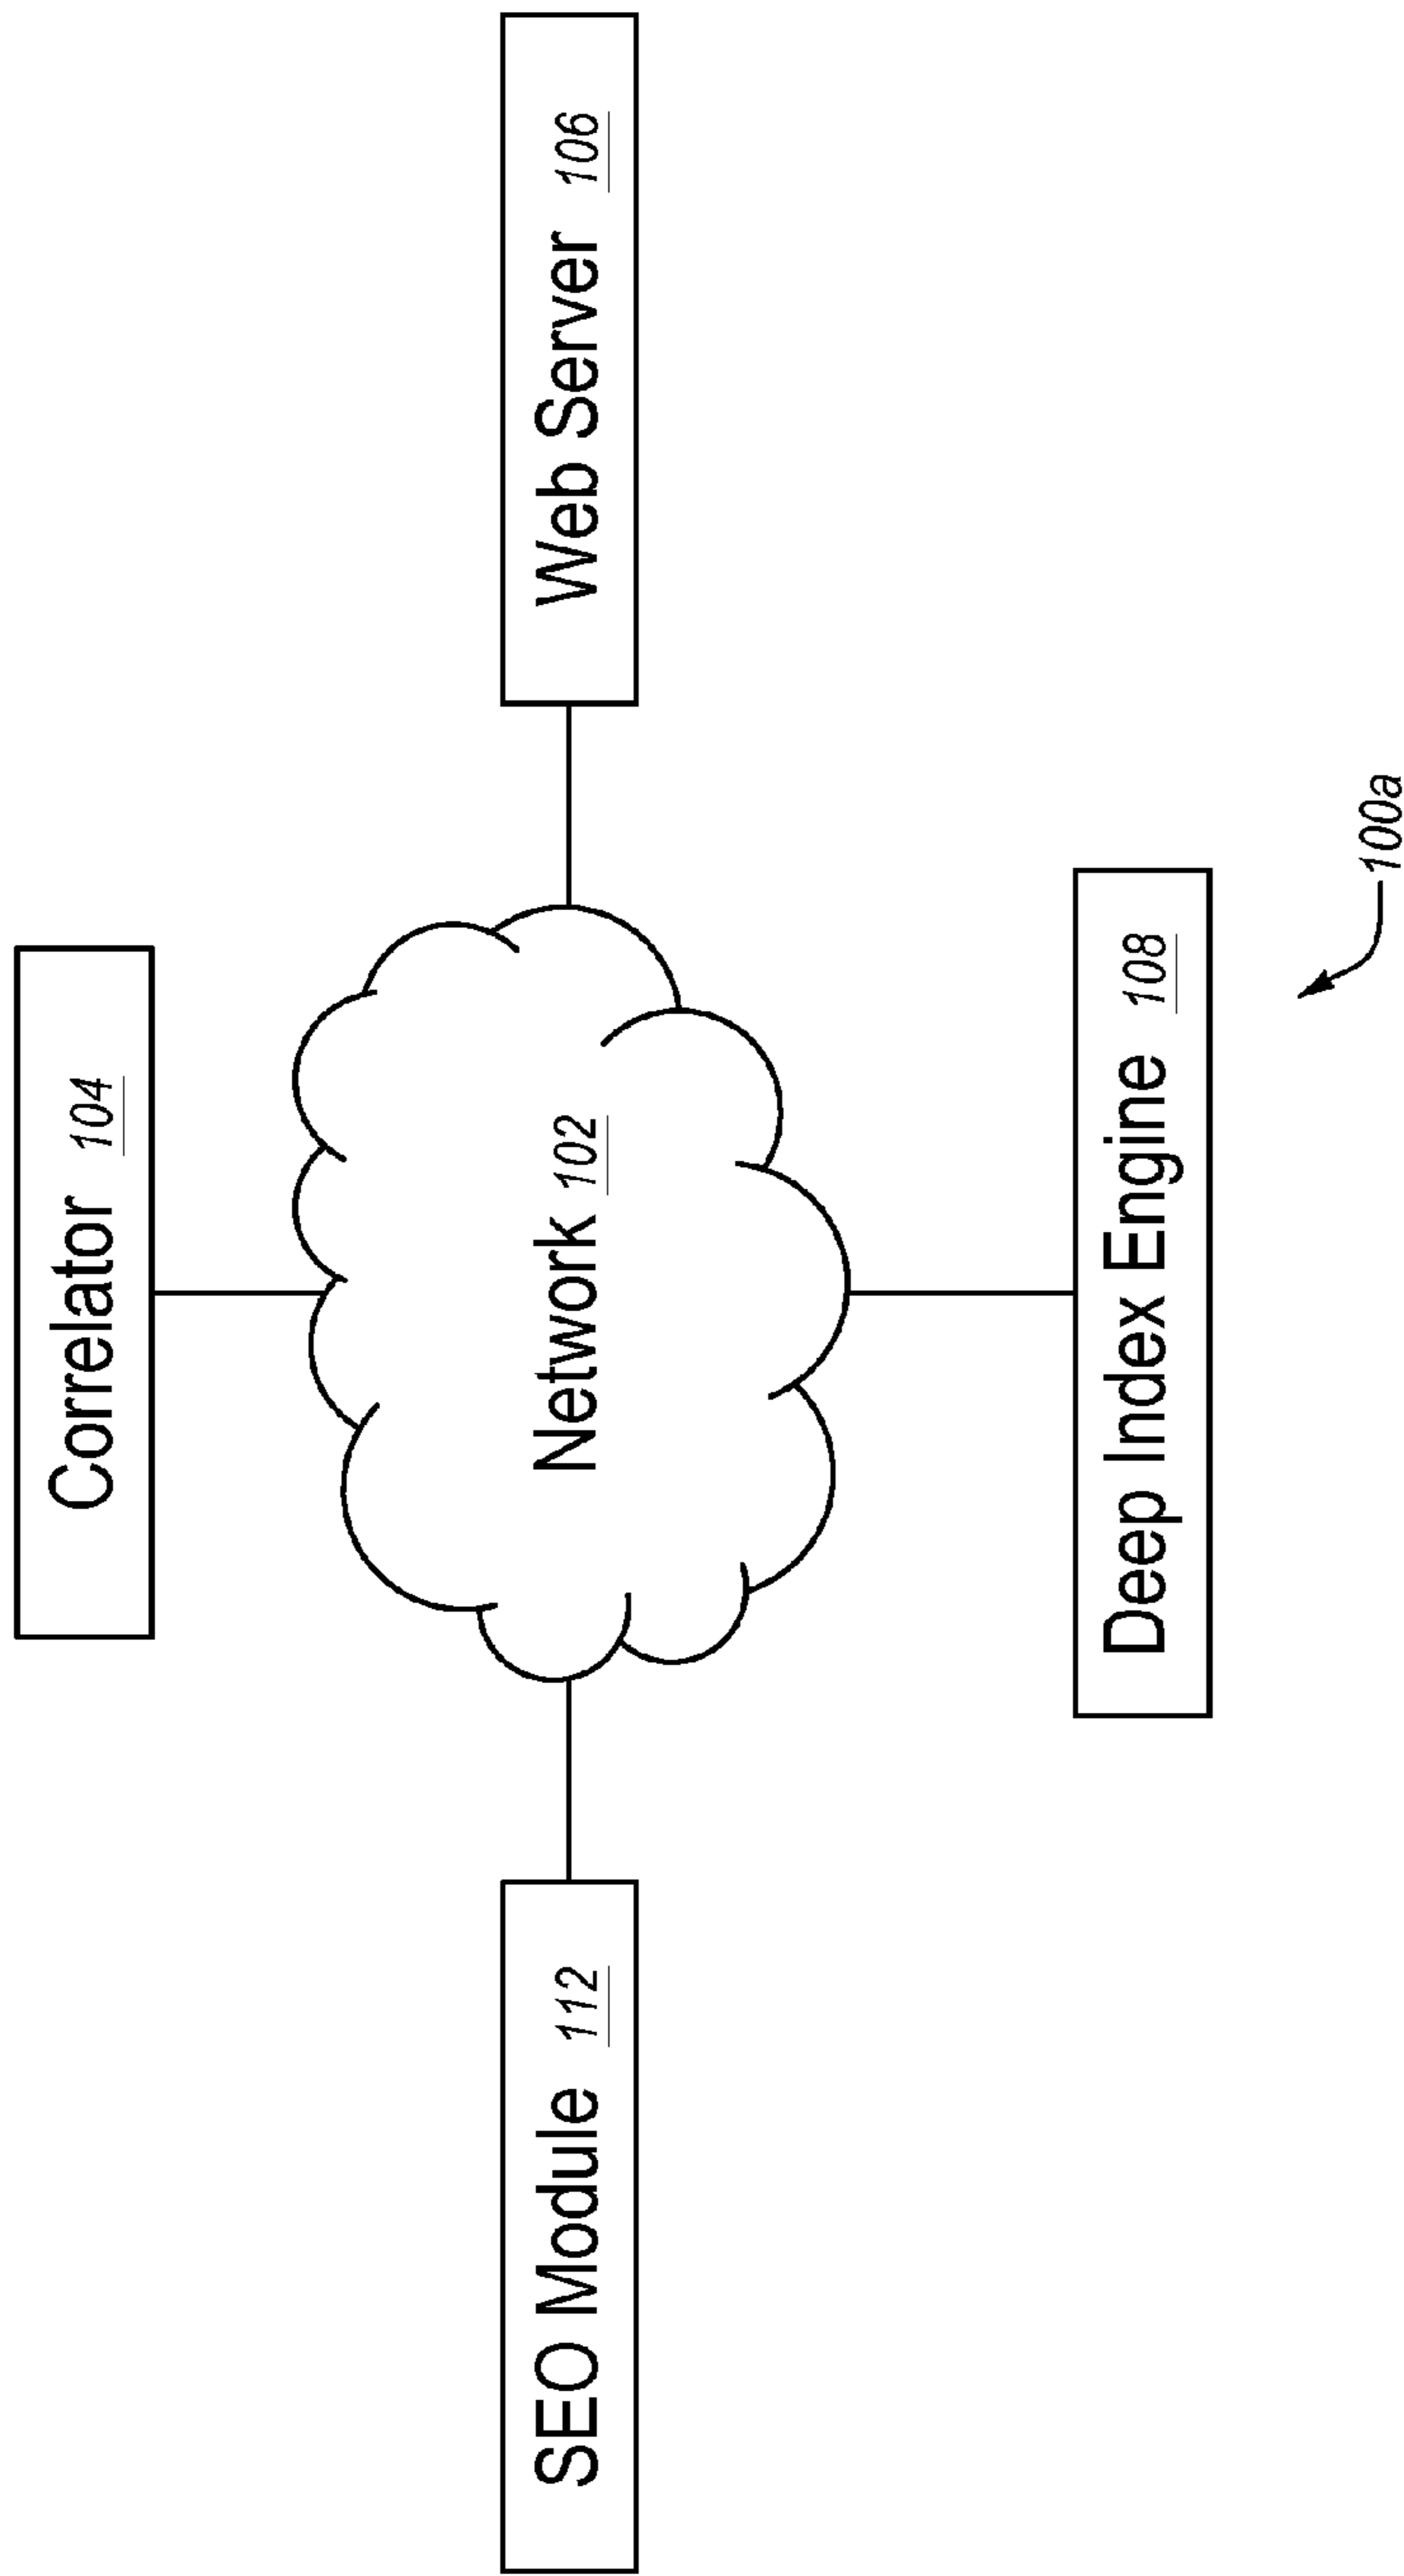 Correlator 104
SEO Module 112
Network 102
Web Server 106
Deep Index Engine 108
100a